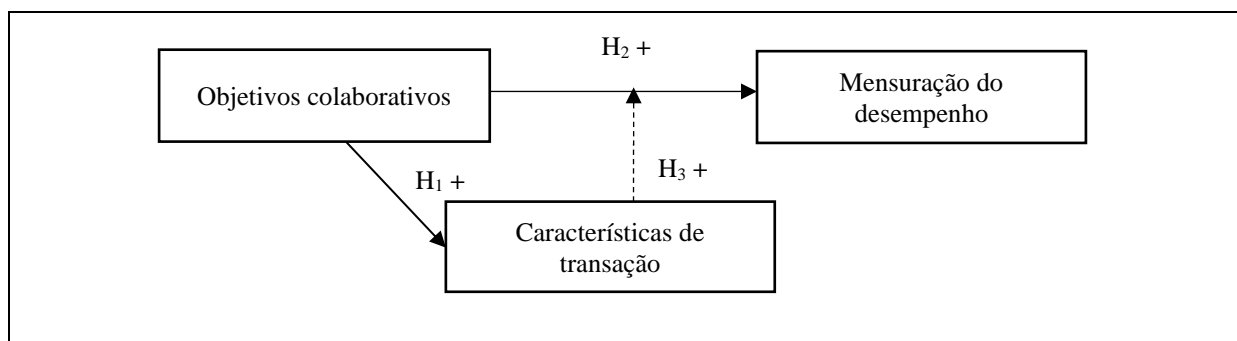 H₂ +
Objetivos colaborativos
Mensuração do
desempenho
H₁ +
H₃ +
Características de
transação